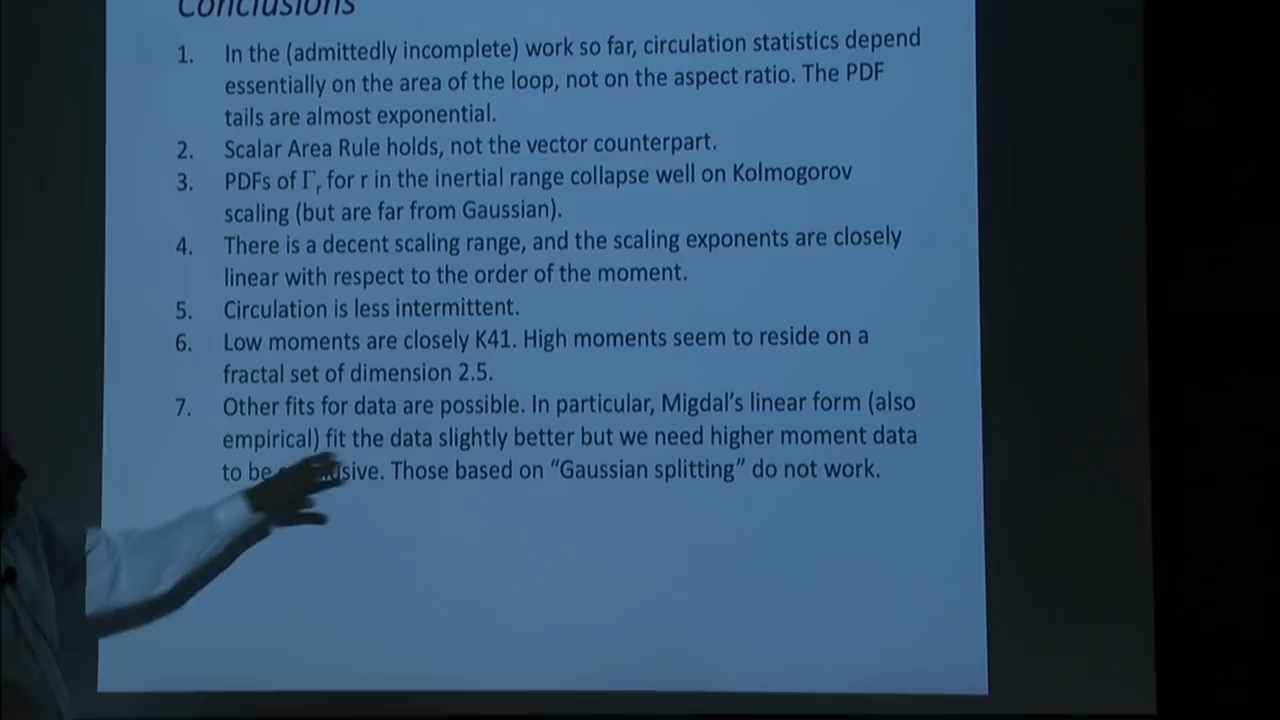 Conclusions
1. In the (admittedly incomplete) work so far, circulation statistics depend
essentially on the area of the loop, not on the aspect ratio. The PDF
tails are almost exponential.
2. Scalar Area Rule holds, not the vector counterpart.
3. PDFs of Γr for r in the inertial range collapse well on Kolmogorov
scaling (but are far from Gaussian).
4. There is a decent scaling range, and the scaling exponents are closely
linear with respect to the order of the moment.
5. Circulation is less intermittent.
6. Low moments are closely K41. High moments seem to reside on a
fractal set of dimension 2.5.
7. Other fits for data are possible. In particular, Migdal's linear form (also
empirical) fit the data slightly better but we need higher moment data
to be Those based on “Gaussian splitting” do not work.